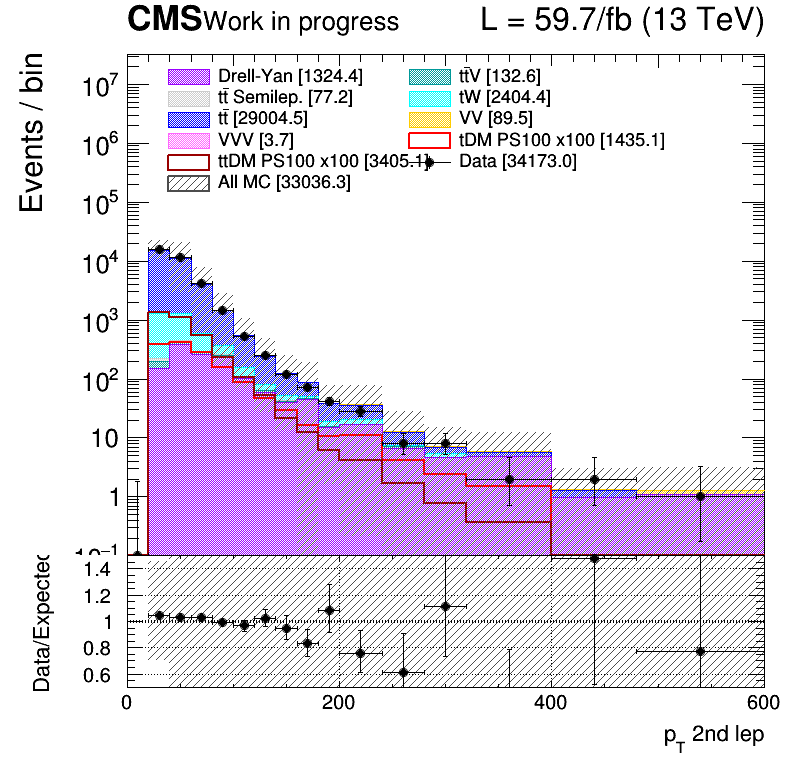 CMS Work in progress L = 59.7/fb (13 TeV)
Events / bin
Drell-Yan [1324.4] tt̄V [132.6]
tt̄ Semilep. [77.2] tW [2404.4]
tt̄ [29004.5] VV [89.5]
VVV [3.7] tDM PS100 x100 [1435.1]
ttDM PS100 x100 [3405.1] Data [34173.0]
All MC [33036.3]
10⁷
10⁶
10⁵
10⁴
10³
10²
10
1
10⁻¹
Data/Expected
1.4
1.2
1
0.8
0.6
0 200 400 600
p_T 2nd lep